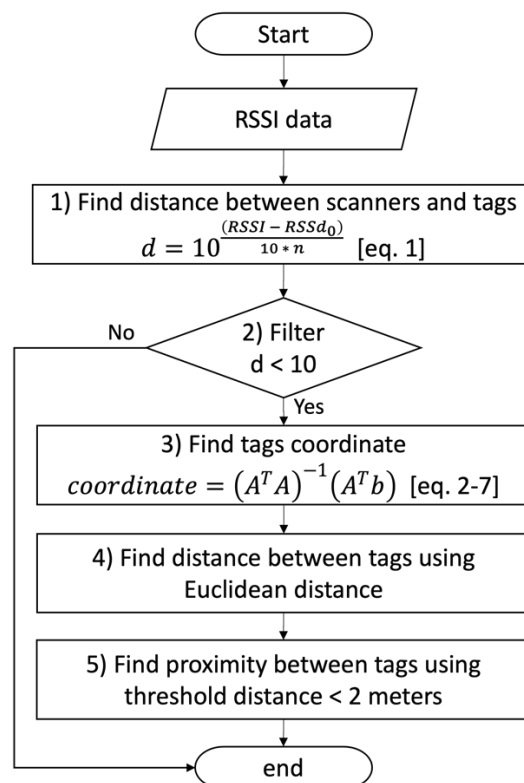 Start
RSSI data
1) Find distance between scanners and tags
d = 10^((RSSI − RSSd₀)/(10 * n)) [eq. 1]
No
2) Filter
d < 10
Yes
3) Find tags coordinate
coordinate = (AᵀA)⁻¹(Aᵀb) [eq. 2-7]
4) Find distance between tags using
Euclidean distance
5) Find proximity between tags using
threshold distance < 2 meters
end